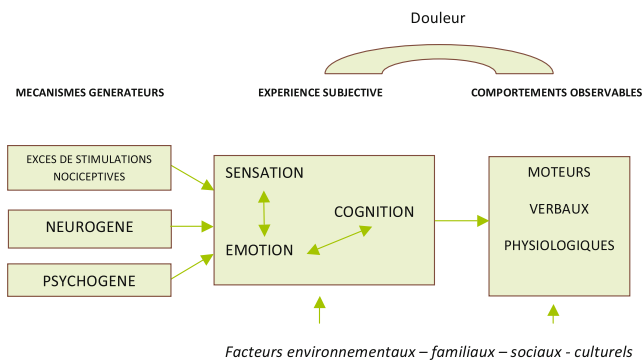 Douleur
MECANISMES GENERATEURS
EXPERIENCE SUBJECTIVE
COMPORTEMENTS OBSERVABLES
EXCES DE STIMULATIONS
NOCICEPTIVES
NEUROGENE
PSYCHOGENE
SENSATION
COGNITION
EMOTION
MOTEURS
VERBAUX
PHYSIOLOGIQUES
Facteurs environnementaux – familiaux – sociaux - culturels